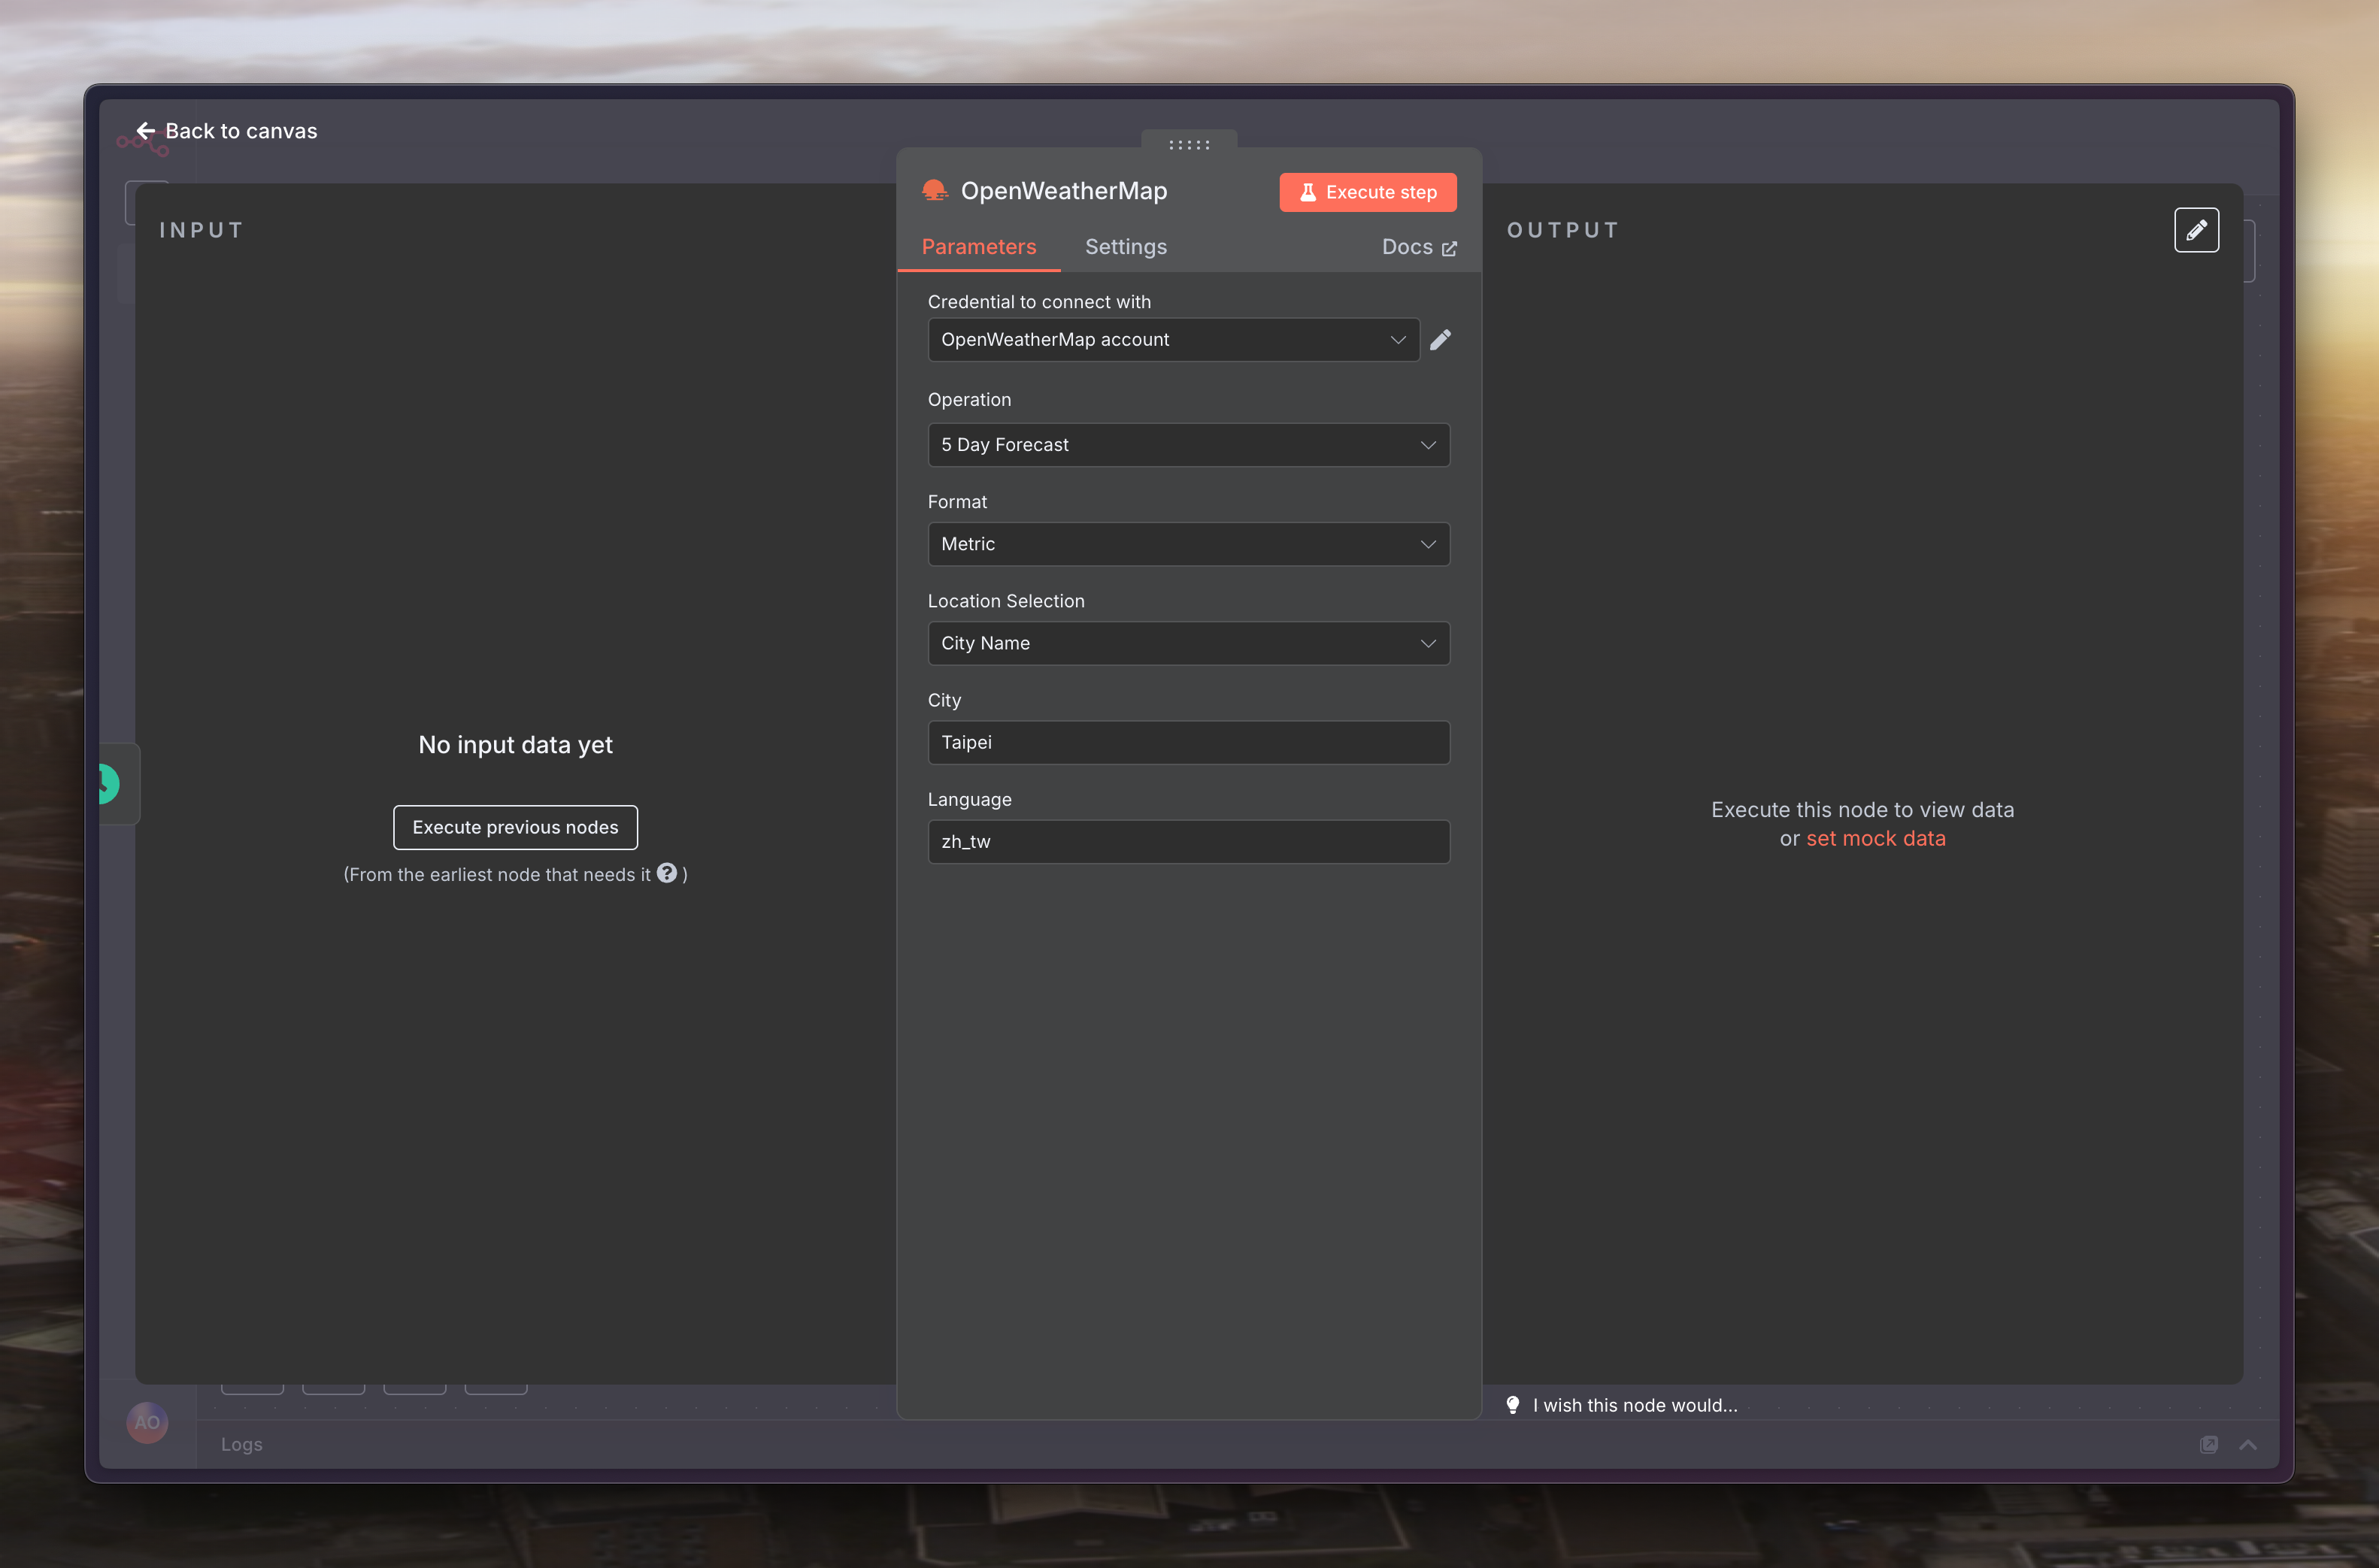 Back to canvas
INPUT
No input data yet
Execute previous nodes
(From the earliest node that needs it ? )
OpenWeatherMap
Execute step
Parameters
Settings
Docs
Credential to connect with
OpenWeatherMap account
Operation
5 Day Forecast
Format
Metric
Location Selection
City Name
City
Taipei
Language
zh_tw
OUTPUT
Execute this node to view data
or set mock data
I wish this node would...
AO
Logs